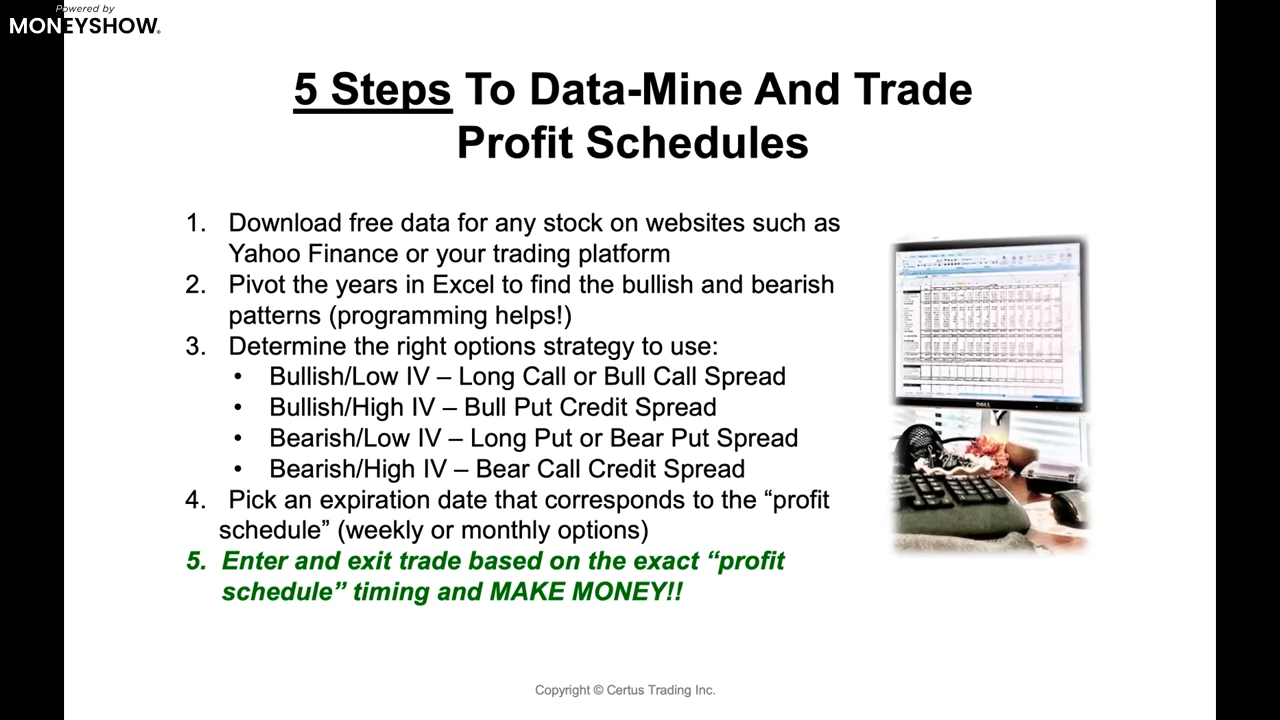 Powered by
MONEYSHOW®
5 Steps To Data-Mine And Trade
Profit Schedules
1. Download free data for any stock on websites such as
Yahoo Finance or your trading platform
2. Pivot the years in Excel to find the bullish and bearish
patterns (programming helps!)
3. Determine the right options strategy to use:
• Bullish/Low IV – Long Call or Bull Call Spread
• Bullish/High IV – Bull Put Credit Spread
• Bearish/Low IV – Long Put or Bear Put Spread
• Bearish/High IV – Bear Call Credit Spread
4. Pick an expiration date that corresponds to the “profit
schedule” (weekly or monthly options)
5. Enter and exit trade based on the exact “profit
schedule” timing and MAKE MONEY!!
DELL
Copyright © Certus Trading Inc.